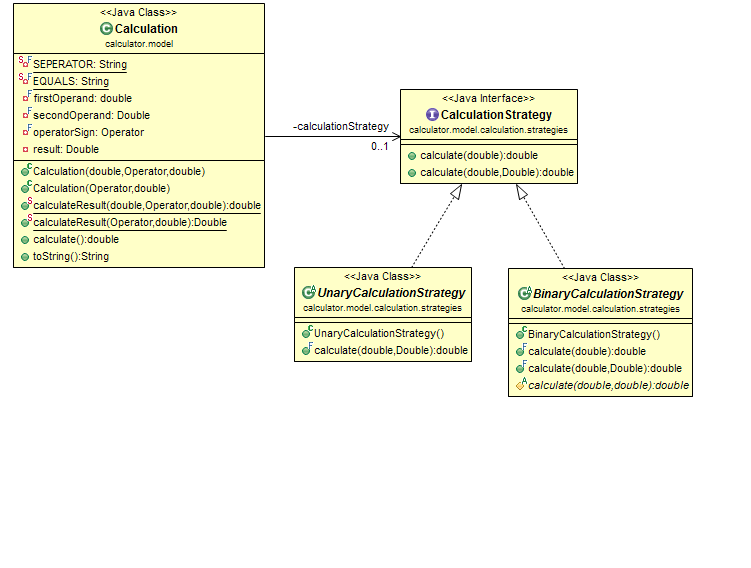 <<Java Class>>
Calculation
calculator.model
SEPERATOR: String
EQUALS: String
firstOperand: double
secondOperand: Double
operatorSign: Operator
result: Double
Calculation(double,Operator,double)
Calculation(Operator,double)
calculateResult(double,Operator,double):double
calculateResult(Operator,double):Double
calculate():double
toString():String
-calculationStrategy
0..1
<<Java Interface>>
CalculationStrategy
calculator.model.calculation.strategies
calculate(double):double
calculate(double,Double):double
<<Java Class>>
UnaryCalculationStrategy
calculator.model.calculation.strategies
UnaryCalculationStrategy()
calculate(double,Double):double
<<Java Class>>
BinaryCalculationStrategy
calculator.model.calculation.strategies
BinaryCalculationStrategy()
calculate(double):double
calculate(double,Double):double
calculate(double,double):double